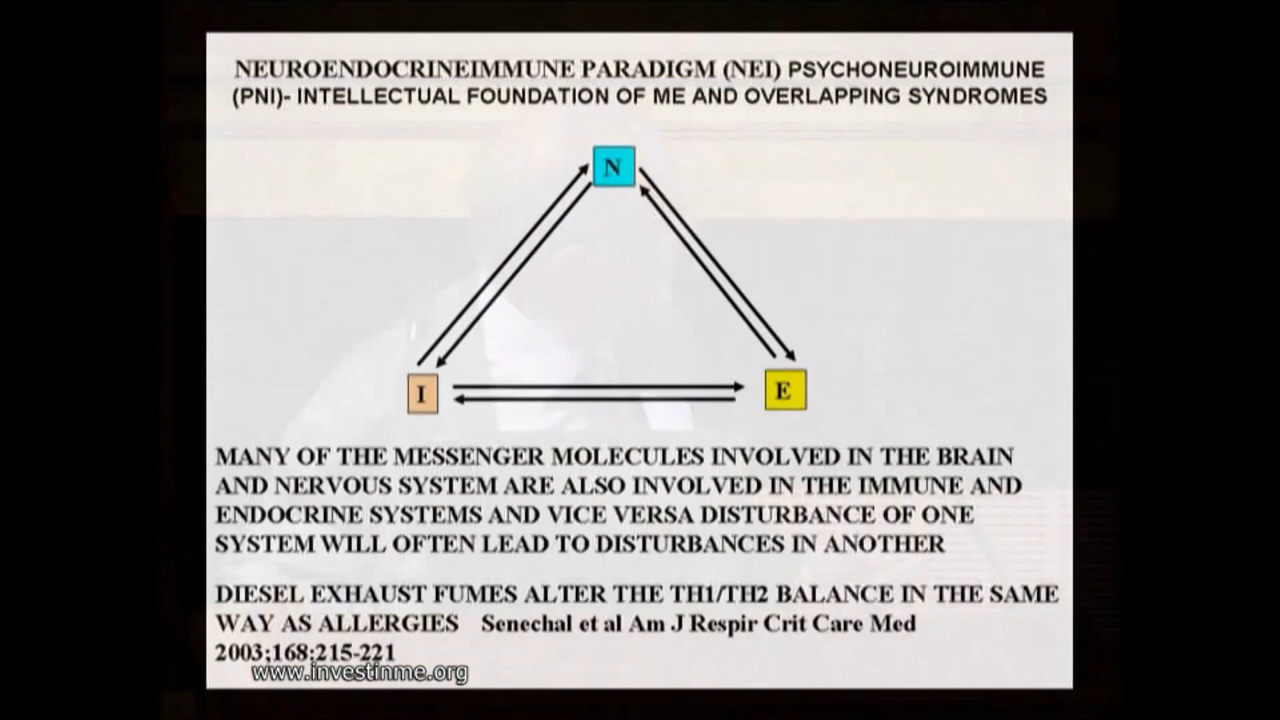 NEUROENDOCRINEIMMUNE PARADIGM (NEI) PSYCHONEUROIMMUNE
(PNI)- INTELLECTUAL FOUNDATION OF ME AND OVERLAPPING SYNDROMES
N
I
E
MANY OF THE MESSENGER MOLECULES INVOLVED IN THE BRAIN
AND NERVOUS SYSTEM ARE ALSO INVOLVED IN THE IMMUNE AND
ENDOCRINE SYSTEMS AND VICE VERSA DISTURBANCE OF ONE
SYSTEM WILL OFTEN LEAD TO DISTURBANCES IN ANOTHER
DIESEL EXHAUST FUMES ALTER THE TH1/TH2 BALANCE IN THE SAME
WAY AS ALLERGIES Senechal et al Am J Respir Crit Care Med
2003;168:215-221
www.investinme.org